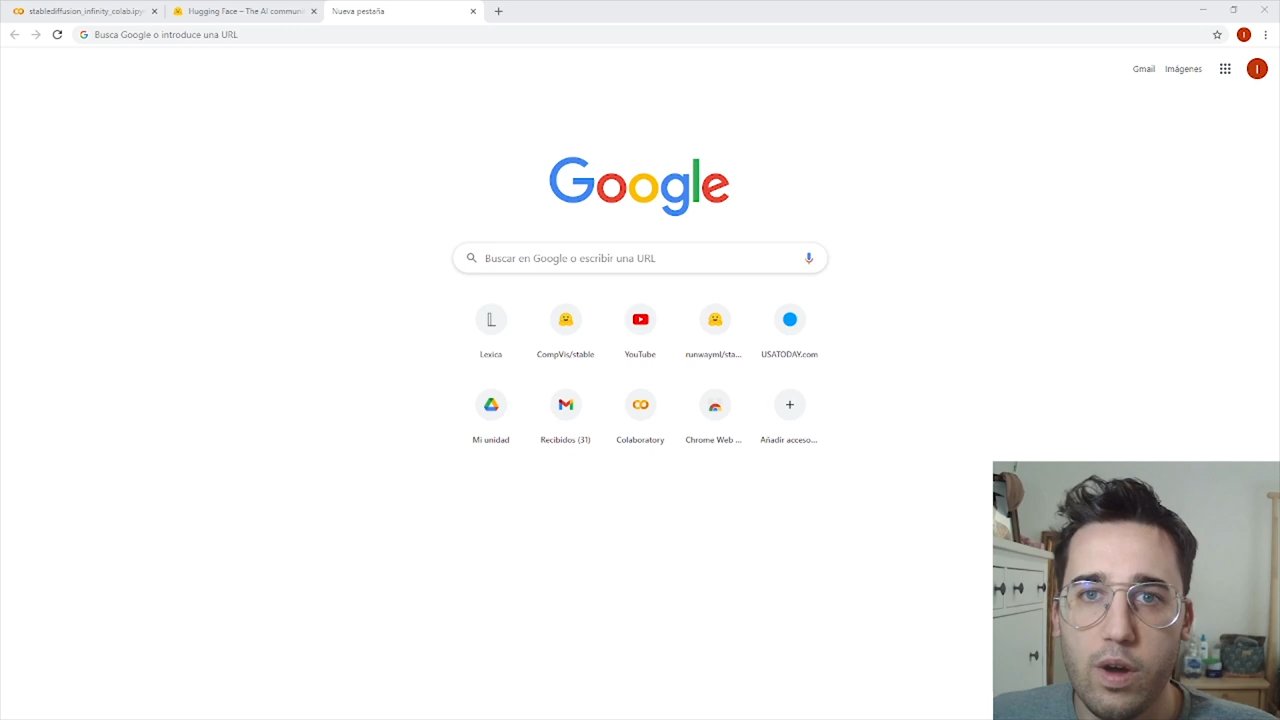 stablediffusion_infinity_colab.ipy
Hugging Face – The AI communi
Nueva pestaña
Busca Google o introduce una URL
Gmail
Imágenes
I
I
Google
Buscar en Google o escribir una URL
L
Lexica
CompVis/stable
YouTube
runwayml/sta...
USATODAY.com
Mi unidad
Recibidos (31)
Colaboratory
Chrome Web ...
Añadir acceso...